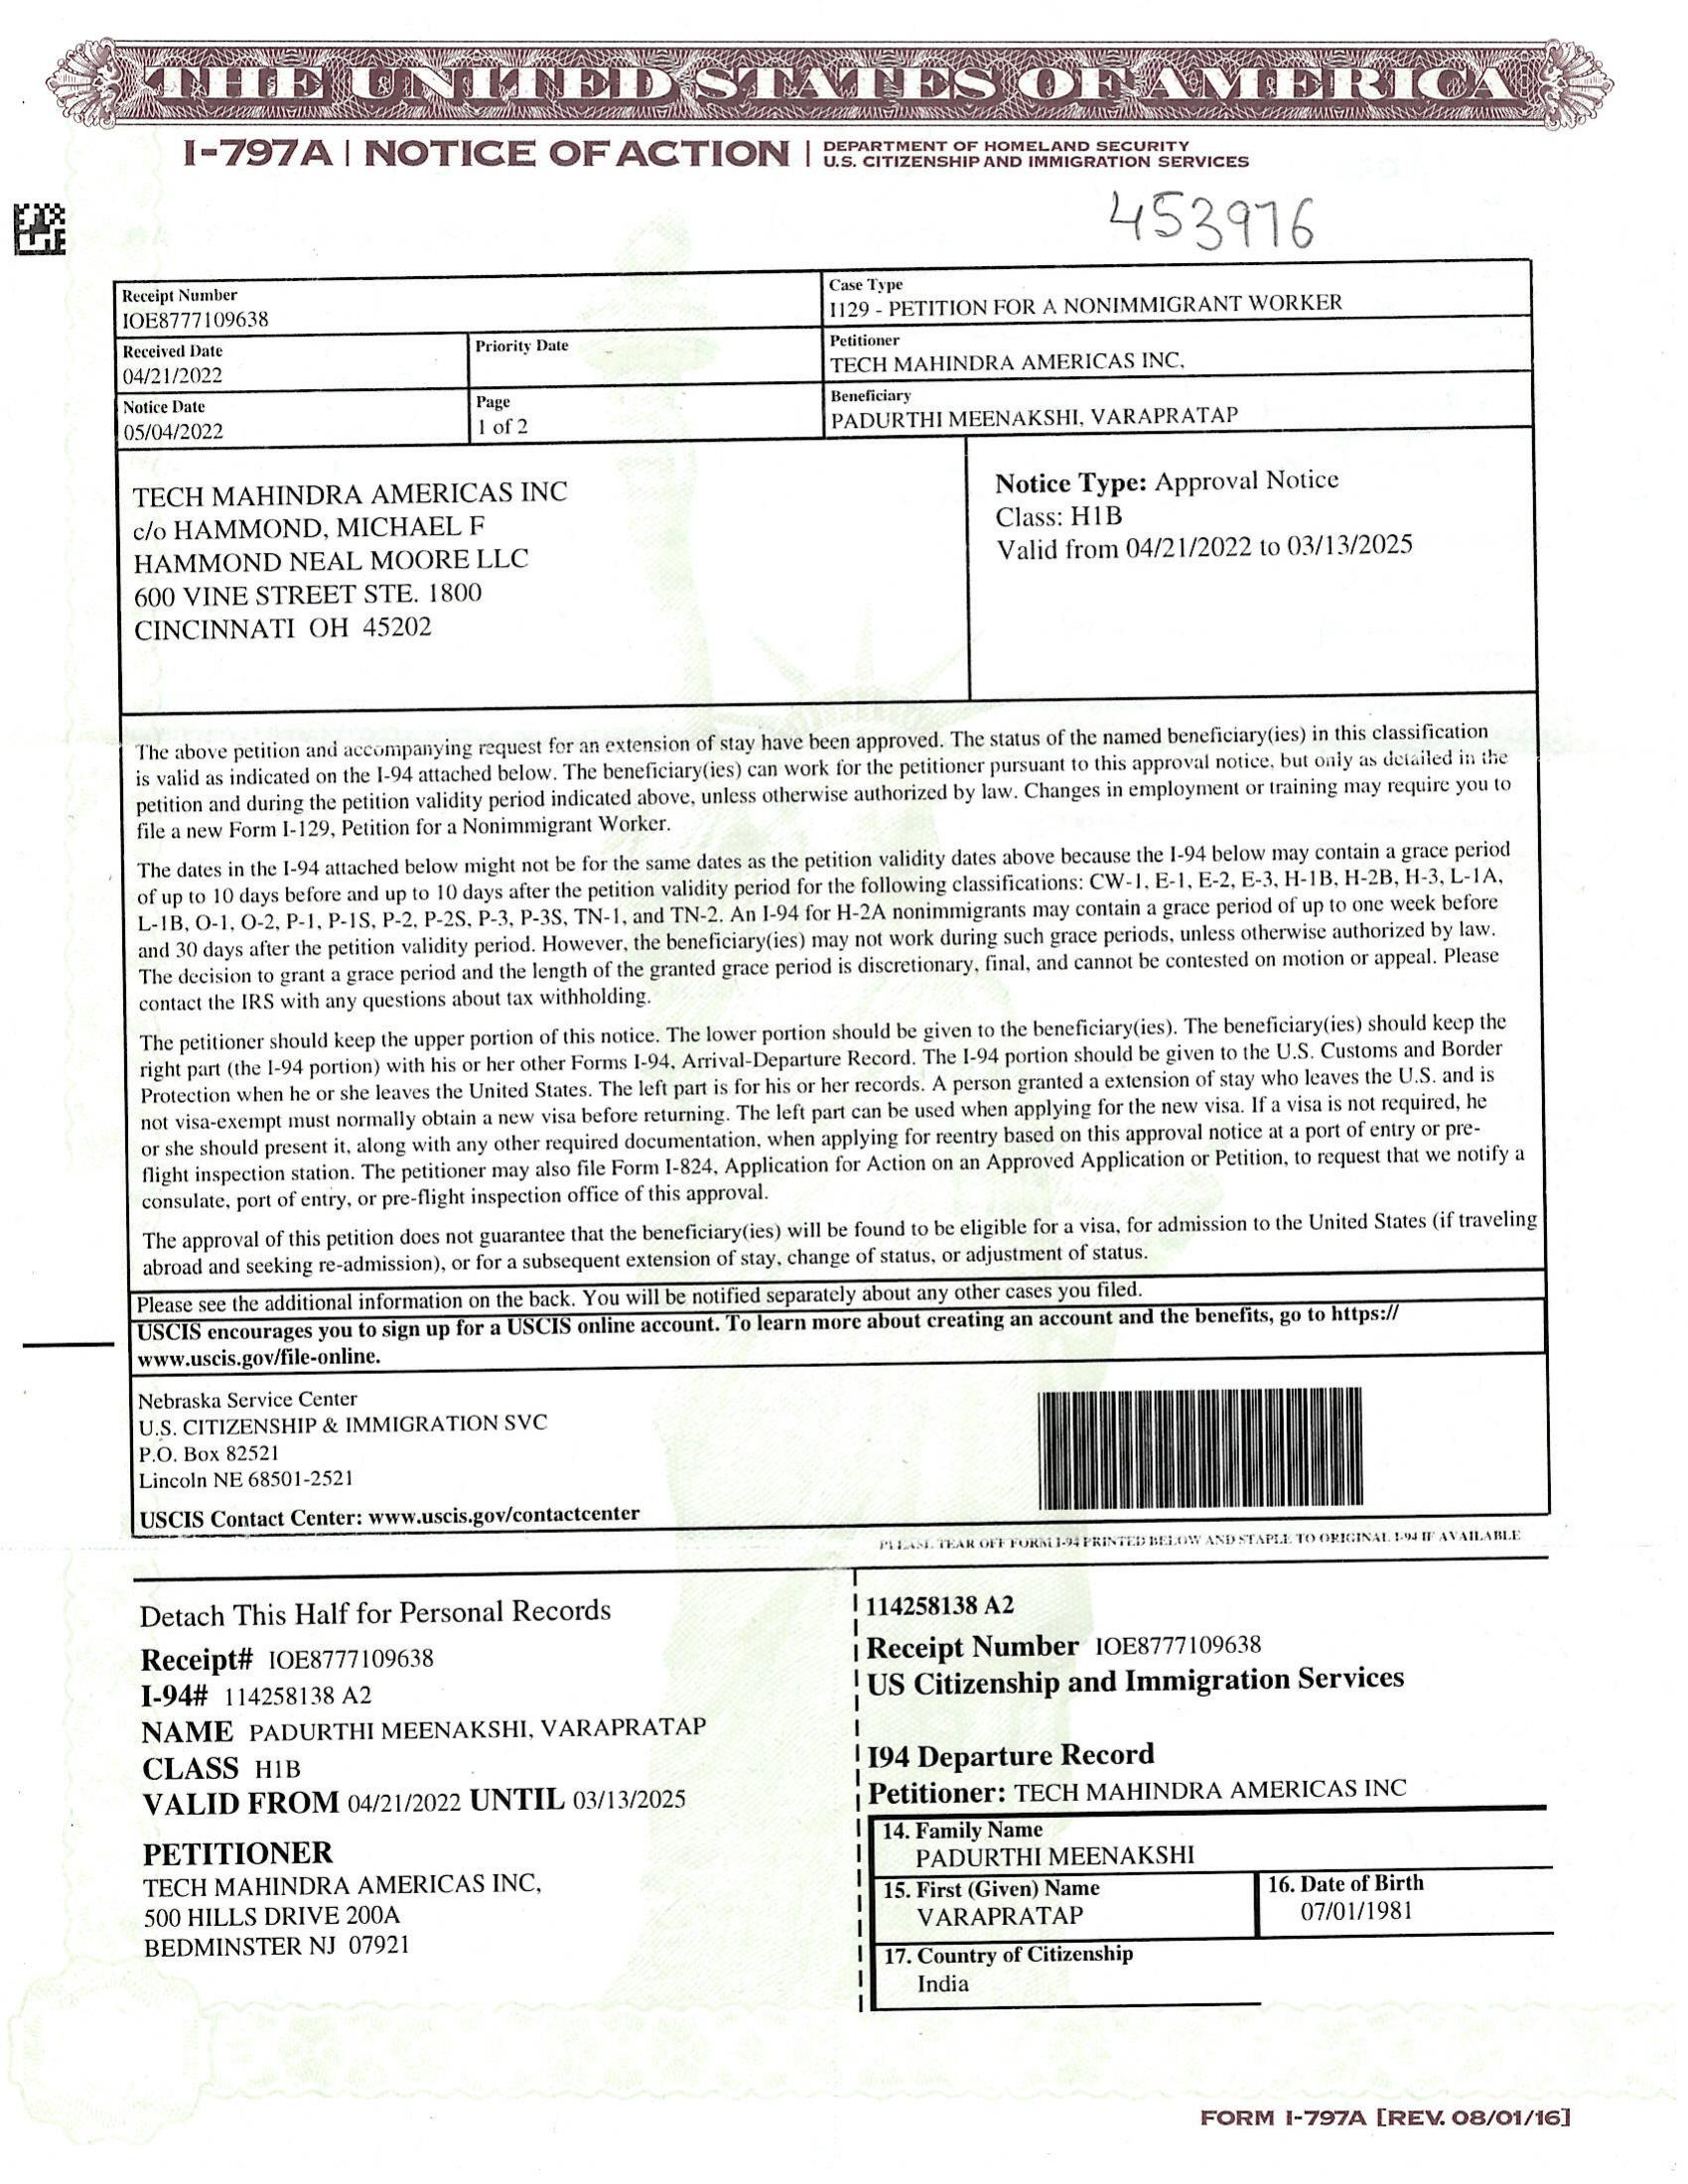 THE UNITED STATES OF AMERICA
I-797A | NOTICE OF ACTION | DEPARTMENT OF HOMELAND SECURITY
U.S. CITIZENSHIP AND IMMIGRATION SERVICES
453976
Receipt Number
IOE8777109638
Case Type
I129 - PETITION FOR A NONIMMIGRANT WORKER
Received Date
04/21/2022
Priority Date
Petitioner
TECH MAHINDRA AMERICAS INC,
Notice Date
05/04/2022
Page
1 of 2
Beneficiary
PADURTHI MEENAKSHI, VARAPRATAP
TECH MAHINDRA AMERICAS INC
c/o HAMMOND, MICHAEL F
HAMMOND NEAL MOORE LLC
600 VINE STREET STE. 1800
CINCINNATI OH 45202
Notice Type: Approval Notice
Class: H1B
Valid from 04/21/2022 to 03/13/2025
The above petition and accompanying request for an extension of stay have been approved. The status of the named beneficiary(ies) in this classification
is valid as indicated on the I-94 attached below. The beneficiary(ies) can work for the petitioner pursuant to this approval notice, but only as detailed in the
petition and during the petition validity period indicated above, unless otherwise authorized by law. Changes in employment or training may require you to
file a new Form I-129, Petition for a Nonimmigrant Worker.
The dates in the I-94 attached below might not be for the same dates as the petition validity dates above because the I-94 below may contain a grace period
of up to 10 days before and up to 10 days after the petition validity period for the following classifications: CW-1, E-1, E-2, E-3, H-1B, H-2B, H-3, L-1A,
L-1B, O-1, O-2, P-1, P-1S, P-2, P-2S, P-3, P-3S, TN-1, and TN-2. An I-94 for H-2A nonimmigrants may contain a grace period of up to one week before
and 30 days after the petition validity period. However, the beneficiary(ies) may not work during such grace periods, unless otherwise authorized by law.
The decision to grant a grace period and the length of the granted grace period is discretionary, final, and cannot be contested on motion or appeal. Please
contact the IRS with any questions about tax withholding.
The petitioner should keep the upper portion of this notice. The lower portion should be given to the beneficiary(ies). The beneficiary(ies) should keep the
right part (the I-94 portion) with his or her other Forms I-94, Arrival-Departure Record. The I-94 portion should be given to the U.S. Customs and Border
Protection when he or she leaves the United States. The left part is for his or her records. A person granted a extension of stay who leaves the U.S. and is
not visa-exempt must normally obtain a new visa before returning. The left part can be used when applying for the new visa. If a visa is not required, he
or she should present it, along with any other required documentation, when applying for reentry based on this approval notice at a port of entry or pre-
flight inspection station. The petitioner may also file Form I-824, Application for Action on an Approved Application or Petition, to request that we notify a
consulate, port of entry, or pre-flight inspection office of this approval.
The approval of this petition does not guarantee that the beneficiary(ies) will be found to be eligible for a visa, for admission to the United States (if traveling
abroad and seeking re-admission), or for a subsequent extension of stay, change of status, or adjustment of status.
Please see the additional information on the back. You will be notified separately about any other cases you filed.
USCIS encourages you to sign up for a USCIS online account. To learn more about creating an account and the benefits, go to https://
www.uscis.gov/file-online.
Nebraska Service Center
U.S. CITIZENSHIP & IMMIGRATION SVC
P.O. Box 82521
Lincoln NE 68501-2521
USCIS Contact Center: www.uscis.gov/contactcenter
PLEASE TEAR OFF FORM I-94 PRINTED BELOW AND STAPLE TO ORIGINAL I-94 IF AVAILABLE
Detach This Half for Personal Records
Receipt# IOE8777109638
I-94# 114258138 A2
NAME PADURTHI MEENAKSHI, VARAPRATAP
CLASS H1B
VALID FROM 04/21/2022 UNTIL 03/13/2025
PETITIONER
TECH MAHINDRA AMERICAS INC,
500 HILLS DRIVE 200A
BEDMINSTER NJ 07921
114258138 A2
Receipt Number IOE8777109638
US Citizenship and Immigration Services
I94 Departure Record
Petitioner: TECH MAHINDRA AMERICAS INC
14. Family Name
PADURTHI MEENAKSHI
15. First (Given) Name
VARAPRATAP
16. Date of Birth
07/01/1981
17. Country of Citizenship
India
FORM I-797A [REV. 08/01/16]